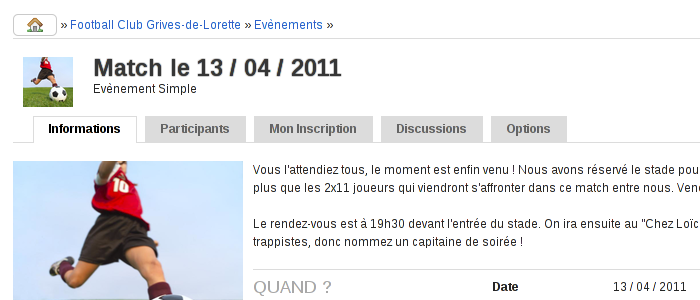 » Football Club Grives-de-Lorette » Evènements »
Match le 13 / 04 / 2011
Evènement Simple
Informations Participants Mon Inscription Discussions Options
10
Vous l'attendiez tous, le moment est enfin venu ! Nous avons réservé le stade pou
plus que les 2x11 joueurs qui viendront s'affronter dans ce match entre nous. Ven
Le rendez-vous est à 19h30 devant l'entrée du stade. On ira ensuite au "Chez Loïc
trappistes, donc nommez un capitaine de soirée !
QUAND ? Date 13 / 04 / 2011